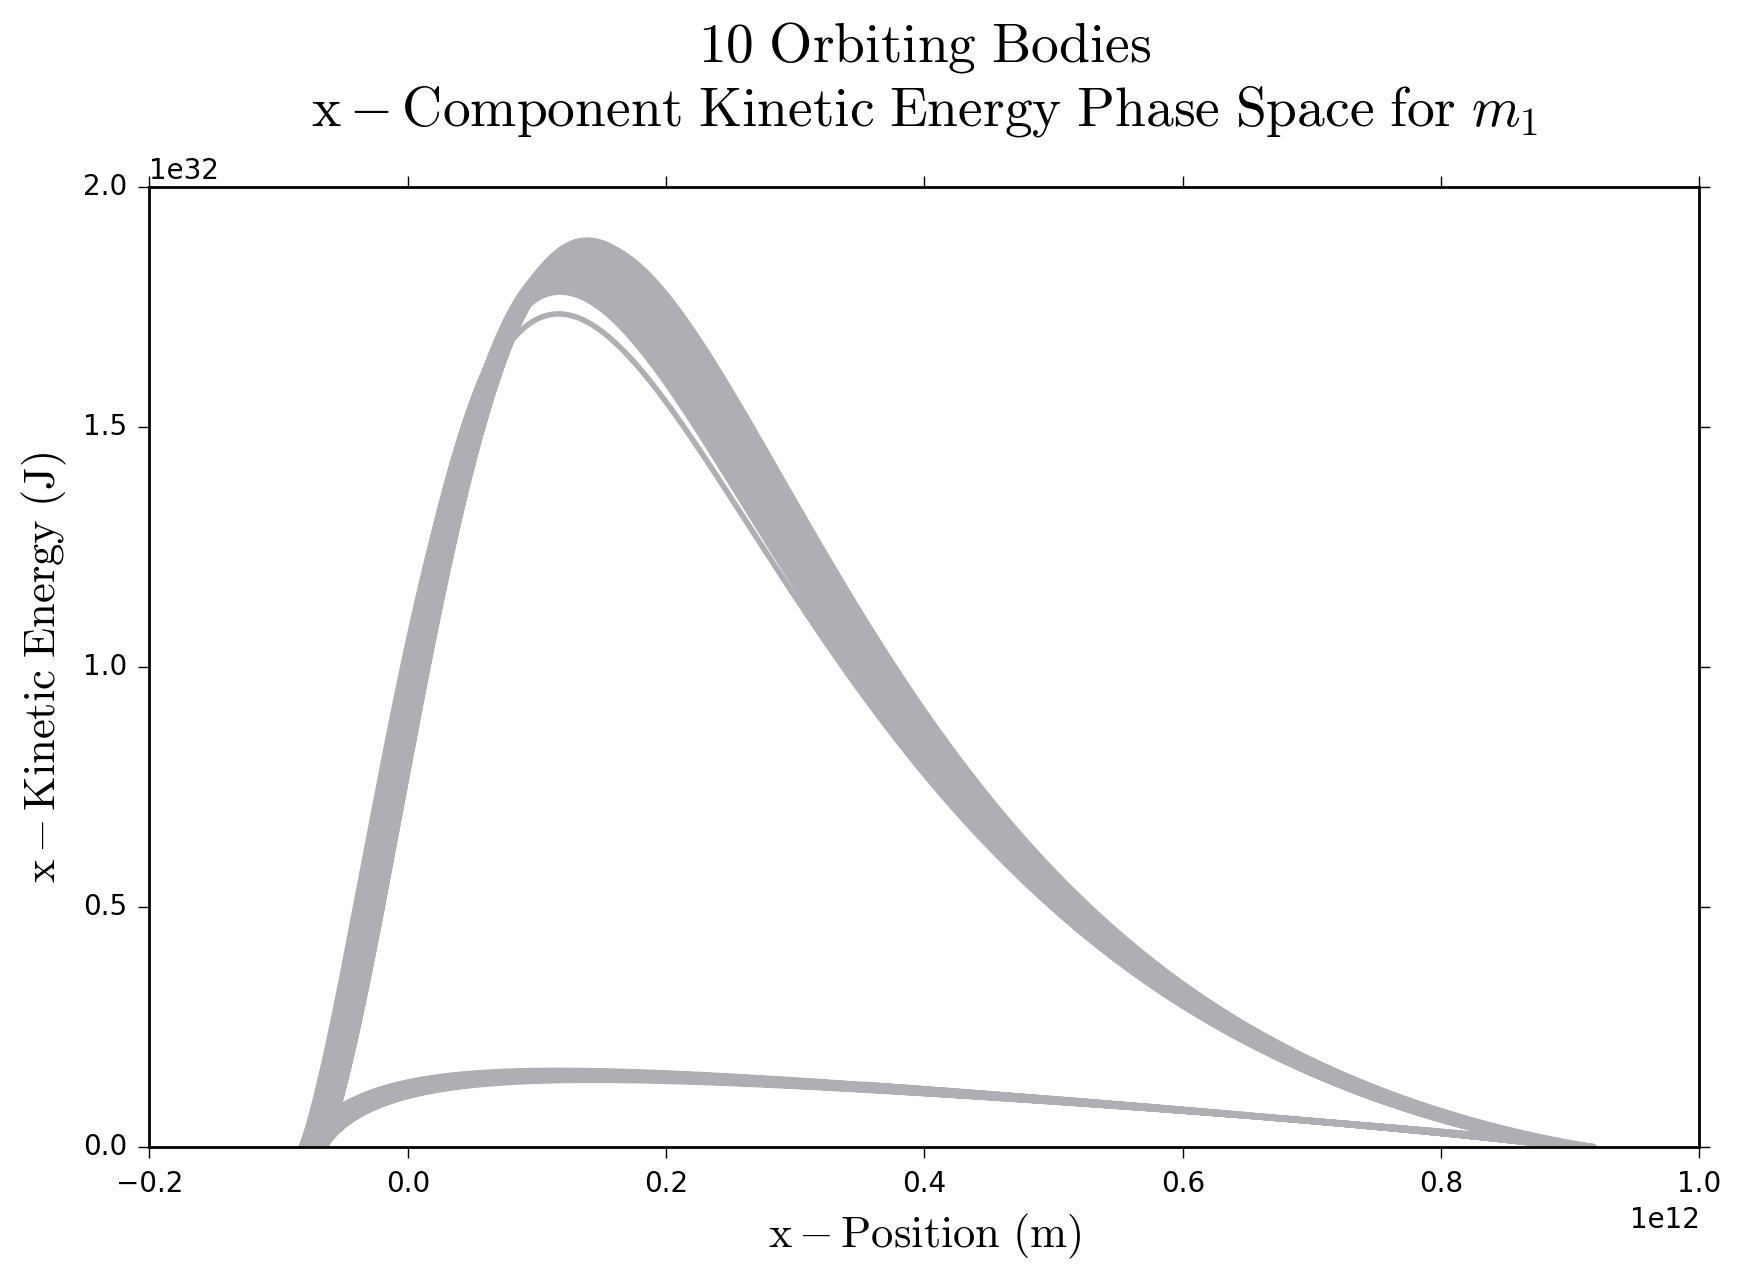 10 Orbiting Bodies
x − Component Kinetic Energy Phase Space for m₁
1e32
2.0
1.5
1.0
0.5
0.0
x − Kinetic Energy (J)
−0.2 0.0 0.2 0.4 0.6 0.8 1.0
1e12
x − Position (m)